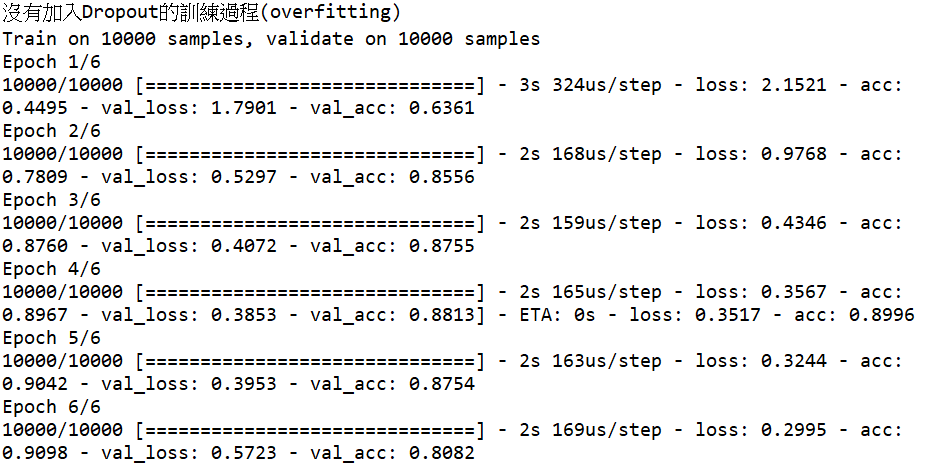 沒有加入Dropout的訓練過程(overfitting)
Train on 10000 samples, validate on 10000 samples
Epoch 1/6
10000/10000 [==============================] - 3s 324us/step - loss: 2.1521 - acc:
0.4495 - val_loss: 1.7901 - val_acc: 0.6361
Epoch 2/6
10000/10000 [==============================] - 2s 168us/step - loss: 0.9768 - acc:
0.7809 - val_loss: 0.5297 - val_acc: 0.8556
Epoch 3/6
10000/10000 [==============================] - 2s 159us/step - loss: 0.4346 - acc:
0.8760 - val_loss: 0.4072 - val_acc: 0.8755
Epoch 4/6
10000/10000 [==============================] - 2s 165us/step - loss: 0.3567 - acc:
0.8967 - val_loss: 0.3853 - val_acc: 0.8813] - ETA: 0s - loss: 0.3517 - acc: 0.8996
Epoch 5/6
10000/10000 [==============================] - 2s 163us/step - loss: 0.3244 - acc:
0.9042 - val_loss: 0.3953 - val_acc: 0.8754
Epoch 6/6
10000/10000 [==============================] - 2s 169us/step - loss: 0.2995 - acc:
0.9098 - val_loss: 0.5723 - val_acc: 0.8082